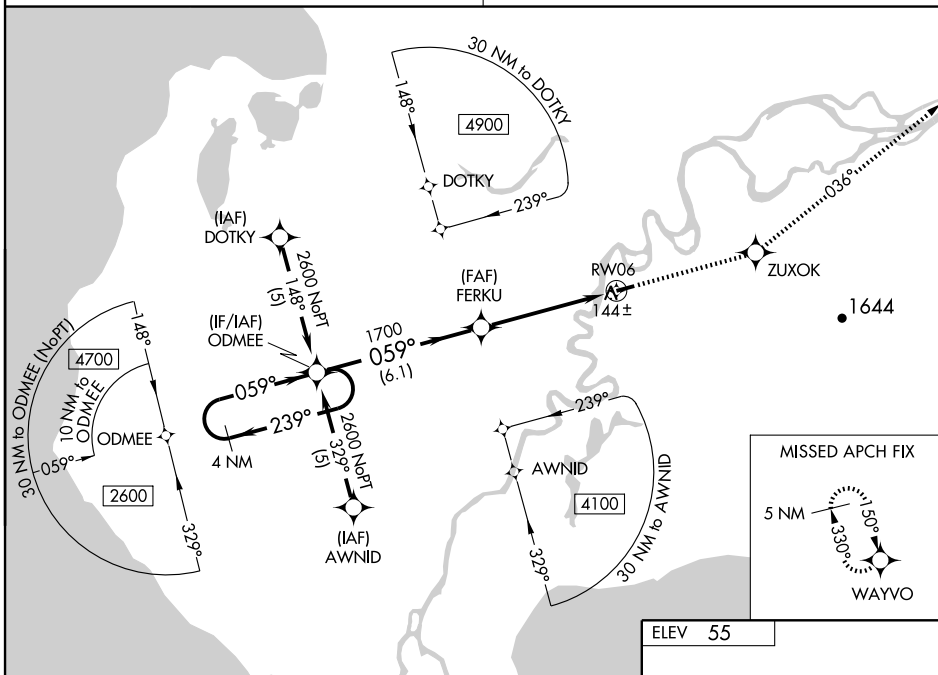 30 NM to DOTKY
148°
4900
DOTKY
239°
036°
(IAF)
DOTKY
2600 NoPT
148°
(5)
(FAF)
FERKU
RW06
144±
ZUXOK
1644
(IF/IAF)
ODMEE
1700
059°
(6.1)
30 NM to ODMEE (NoPT)
148°
4700
10 NM to
ODMEE
ODMEE
059°
2600
329°
059°
239°
4 NM
2600 NoPT
329°
(5)
(IAF)
AWNID
239°
AWNID
4100
329°
30 NM to AWNID
MISSED APCH FIX
5 NM
150°
330°
WAYVO
ELEV 55